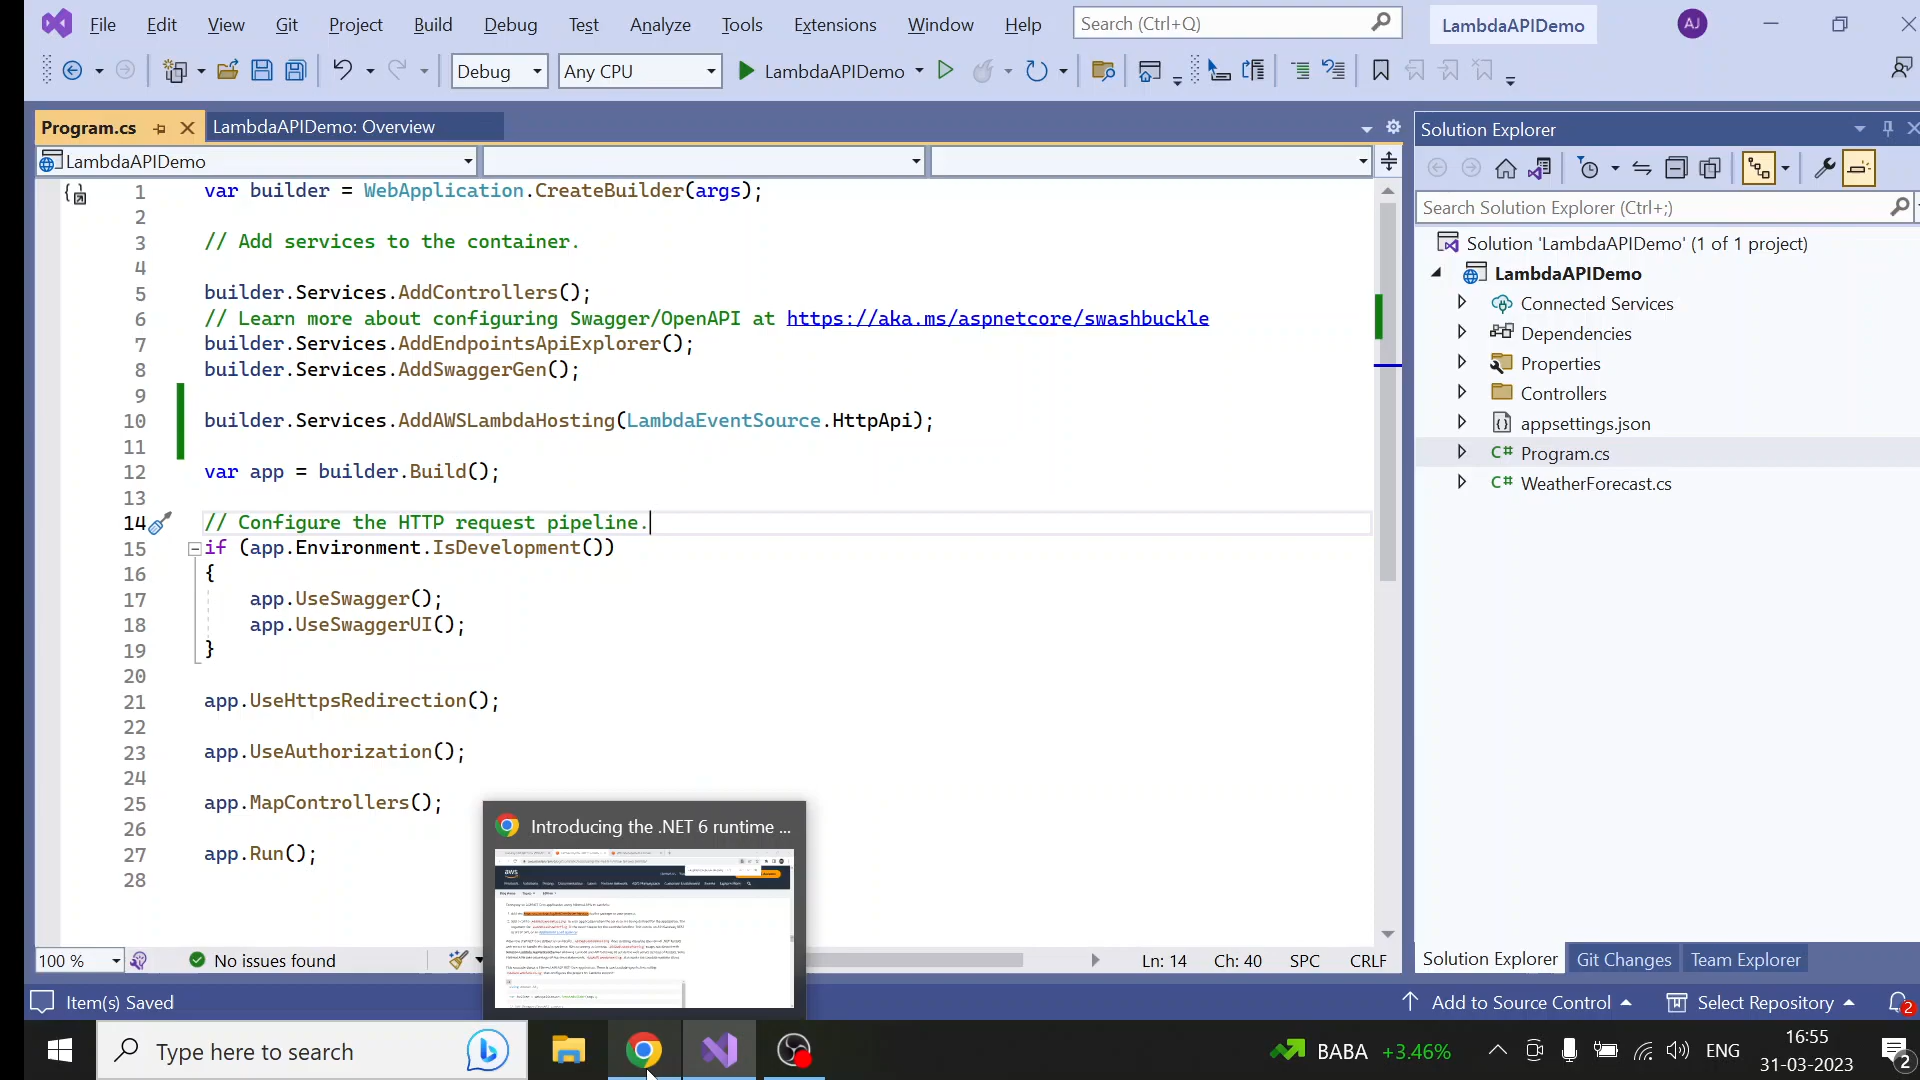 File Edit View Git Project Build Debug Test Analyze Tools Extensions Window Help Search (Ctrl+Q) LambdaAPIDemo AJ
Debug Any CPU LambdaAPIDemo
Program.cs LambdaAPIDemo: Overview
LambdaAPIDemo
1 var builder = WebApplication.CreateBuilder(args);
2
3 // Add services to the container.
4
5 builder.Services.AddControllers();
6 // Learn more about configuring Swagger/OpenAPI at https://aka.ms/aspnetcore/swashbuckle
7 builder.Services.AddEndpointsApiExplorer();
8 builder.Services.AddSwaggerGen();
9
10 builder.Services.AddAWSLambdaHosting(LambdaEventSource.HttpApi);
11
12 var app = builder.Build();
13
14 // Configure the HTTP request pipeline.
15 if (app.Environment.IsDevelopment())
16 {
17 app.UseSwagger();
18 app.UseSwaggerUI();
19 }
20
21 app.UseHttpsRedirection();
22
23 app.UseAuthorization();
24
25 app.MapControllers();
26
27 app.Run();
28
Introducing the .NET 6 runtime ...
aws
100 % No issues found Ln: 14 Ch: 40 SPC CRLF
Solution Explorer
Search Solution Explorer (Ctrl+;)
Solution 'LambdaAPIDemo' (1 of 1 project)
LambdaAPIDemo
Connected Services
Dependencies
Properties
Controllers
appsettings.json
C# Program.cs
C# WeatherForecast.cs
Solution Explorer Git Changes Team Explorer
Item(s) Saved Add to Source Control Select Repository 2
Type here to search BABA +3.46% ENG 16:55
31-03-2023 2